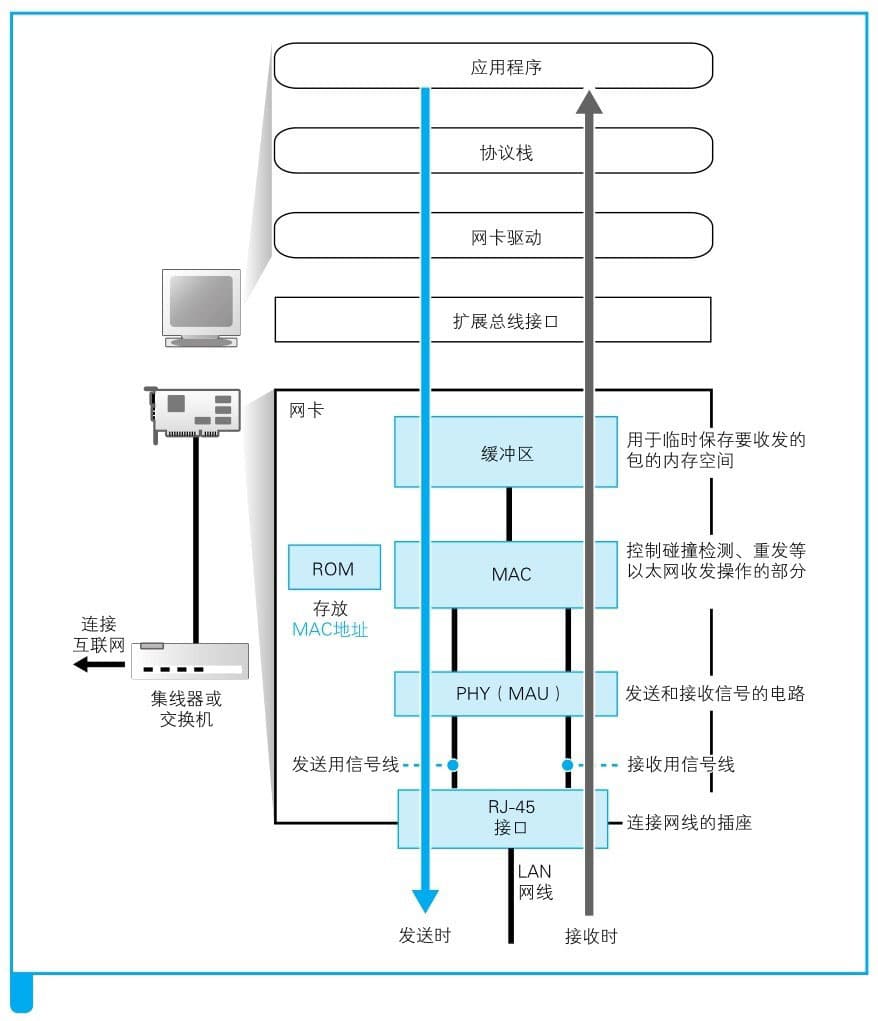 应用程序
协议栈
网卡驱动
扩展总线接口
网卡
缓冲区
用于临时保存要收发的
包的内存空间
ROM
存放
MAC地址
MAC
控制碰撞检测、重发等
以太网收发操作的部分
连接
互联网
集线器或
交换机
PHY（MAU）
发送和接收信号的电路
发送用信号线
接收用信号线
RJ-45
接口
连接网线的插座
LAN
网线
发送时
接收时